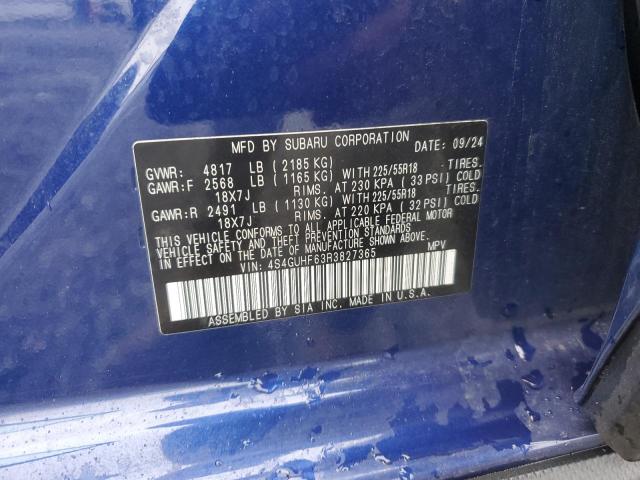 MFD BY SUBARU CORPORATION DATE: 09/24
GVWR: 4817 LB (2185 KG)
GAWR:F 2568 LB (1165 KG) WITH 225/55R18 TIRES.
18X7J RIMS. AT 230 KPA (33 PSI) COLD
GAWR:R 2491 LB (1130 KG) WITH 225/55R18 TIRES.
18X7J RIMS. AT 220 KPA (32 PSI) COLD
THIS VEHICLE CONFORMS TO ALL APPLICABLE FEDERAL MOTOR
VEHICLE SAFETY STANDARDS IN EFFECT ON THE DATE OF
MANUFACTURE SHOWN ABOVE.
VIN: 4S4GUHF63R3827365 MPV
ASSEMBLED BY SIA INC. MADE IN U.S.A.